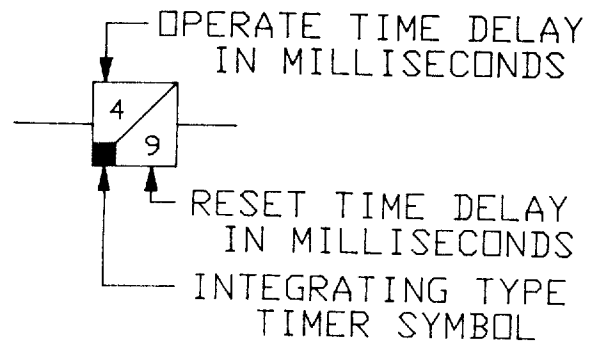 OPERATE TIME DELAY
IN MILLISECONDS
4
9
RESET TIME DELAY
IN MILLISECONDS
INTEGRATING TYPE
TIMER SYMBOL